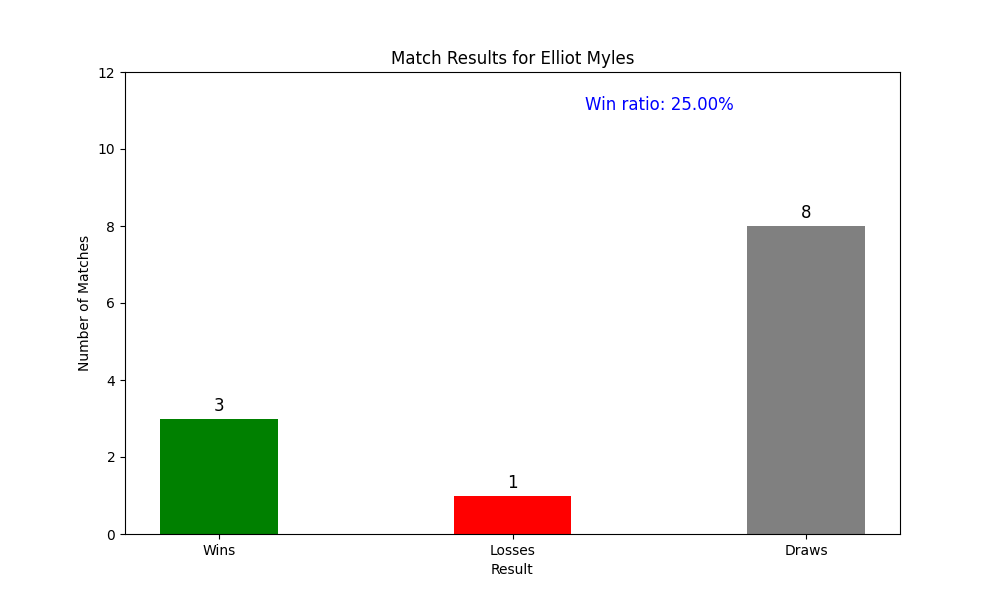 Match Results for Elliot Myles
Win ratio: 25.00%
12
10
8
6
4
2
0
Number of Matches
3
1
8
Wins
Losses
Draws
Result